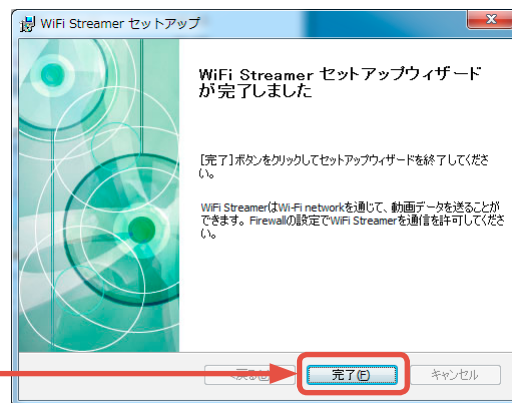 WiFi Streamer セットアップ
WiFi Streamer セットアップウィザード
が完了しました
[完了]ボタンをクリックしてセットアップウィザードを終了してくださ
い。
WiFi StreamerはWi-Fi networkを通じて、動画データを送ることが
できます。Firewallの設定でWiFi Streamerを通信を許可してくださ
い。
<戻る(B)
完了(F)
キャンセル